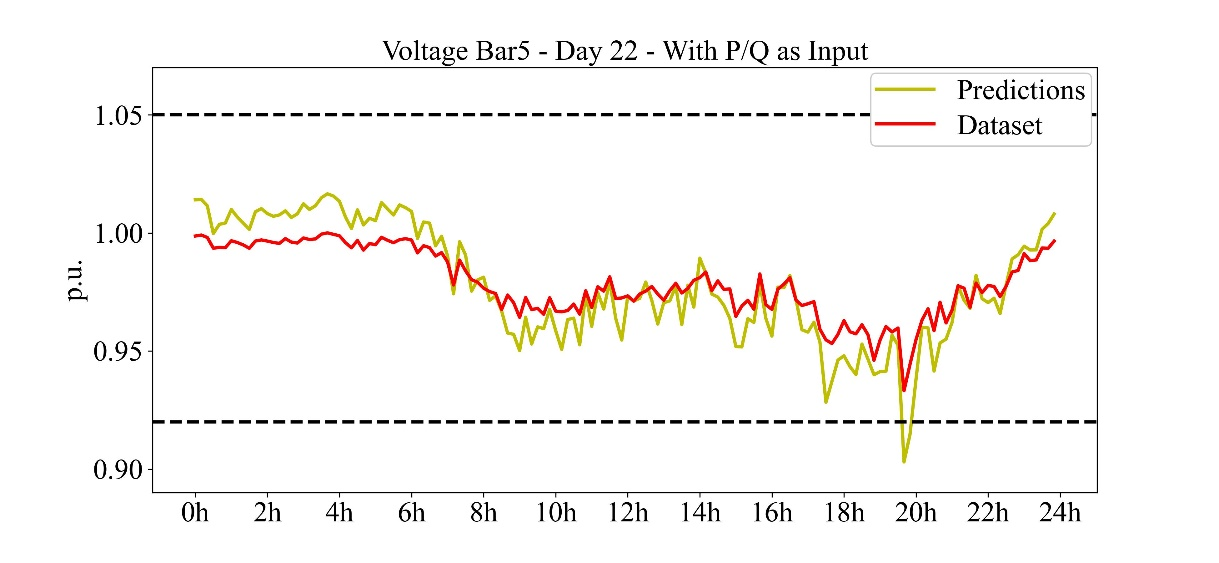 Voltage Bar5 - Day 22 - With P/Q as Input
Predictions
Dataset
p.u.
1.05
1.00
0.95
0.90
0h 2h 4h 6h 8h 10h 12h 14h 16h 18h 20h 22h 24h